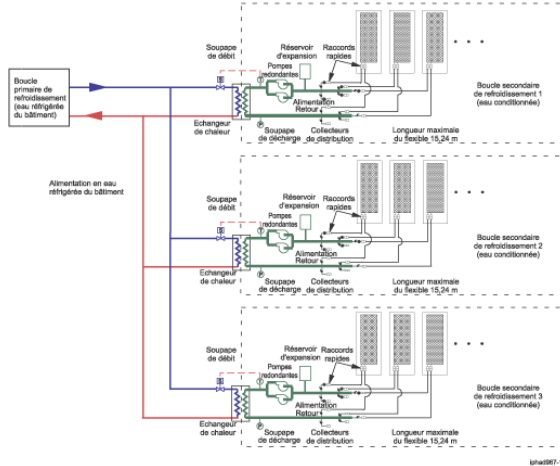 Soupape
de débit
Réservoir
d'expansion
Raccords
rapides
Pompes
redondantes
Boucle
primaire de
refroidissement
(eau réfrigérée
du bâtiment)
S
T
Alimentation
Retour
Boucle secondaire
de refroidissement 1
(eau conditionnée)
Echangeur
de chaleur
P
Soupape
de décharge
Collecteurs
de distribution
Longueur maximale
du flexible 15,24 m
Alimentation en eau
réfrigérée du bâtiment
Soupape
de débit
Réservoir
d'expansion
Raccords
rapides
Pompes
redondantes
S
T
Alimentation
Retour
Boucle secondaire
de refroidissement 2
(eau conditionnée)
Echangeur
de chaleur
P
Soupape
de décharge
Collecteurs
de distribution
Longueur maximale
du flexible 15,24 m
Soupape
de débit
Réservoir
d'expansion
Raccords
rapides
Pompes
redondantes
S
T
Alimentation
Retour
Boucle secondaire
de refroidissement 3
(eau conditionnée)
Echangeur
de chaleur
P
Soupape
de décharge
Collecteurs
de distribution
Longueur maximale
du flexible 15,24 m